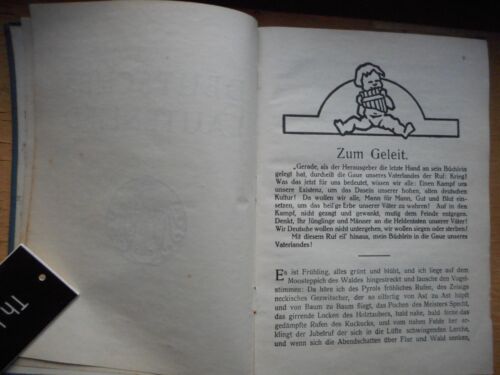 Zum Geleit.
„Gerade, als der Herausgeber die letzte Hand an sein Büchlein
gelegt hat, durcheilt die Gaue unseres Vaterlandes der Ruf: Krieg!
Was das jetzt für uns bedeutet, wissen wir alle: Einen Kampf um
unsere Existenz, um das Dasein unserer hohen, alten deutschen
Kultur! Da wollen wir alle, Mann für Mann, Gut und Blut ein-
setzen, um das heilige Erbe unserer Väter zu wahren! Auf in den
Kampf, nicht gezagt und gewankt, mutig dem Feinde entgegen.
Denkt, Ihr Jünglinge und Männer an die Heldentaten unserer Väter!
Wir Deutsche wollen nicht unterwogen, wir wollen siegen oder sterben!
Mit diesem Ruf eil' hinaus, mein Büchlein in die Gaue unseres
Vaterlandes!
Es ist Frühling, alles grünt und blüht, und ich liege auf dem
Moosteppich des Waldes hingestreckt und lausche den Vogel-
stimmen: Da höre ich des Pyrols fröhliches Rufen, des Zeisigs
neckisches Gezwitscher, der so eilfertig von Ast zu Ast hüpft
und von Baum zu Baum fliegt, das Pochen des Meisters Specht,
das girrende Locken des Holztaubers, bald nahe, bald ferne das
gedämpfte Rufen des Kuckucks, und vom nahen Felde her er-
klingt der Jubelruf der sich in die Lüfte schwingenden Lerche,
und wenn sich die Abendschatten über Flur und Wald senken,